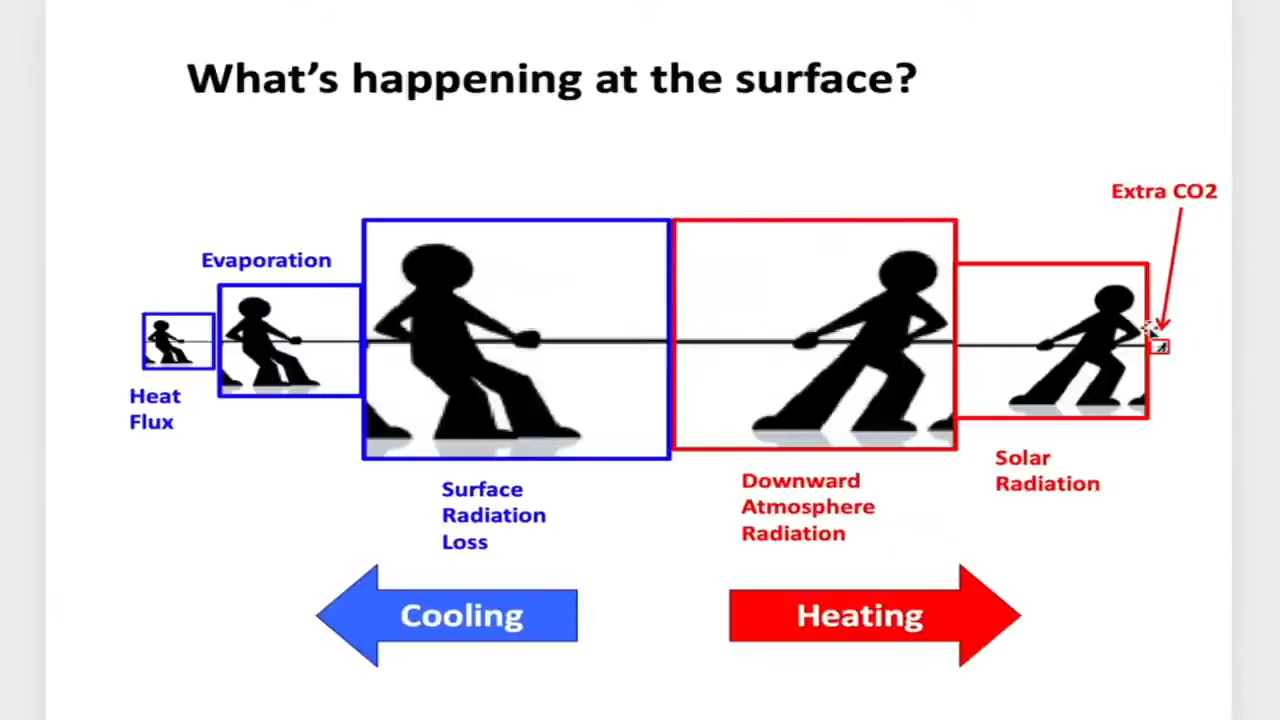 What's happening at the surface?
Extra CO2
Evaporation
Heat
Flux
Surface
Radiation
Loss
Downward
Atmosphere
Radiation
Solar
Radiation
Cooling
Heating